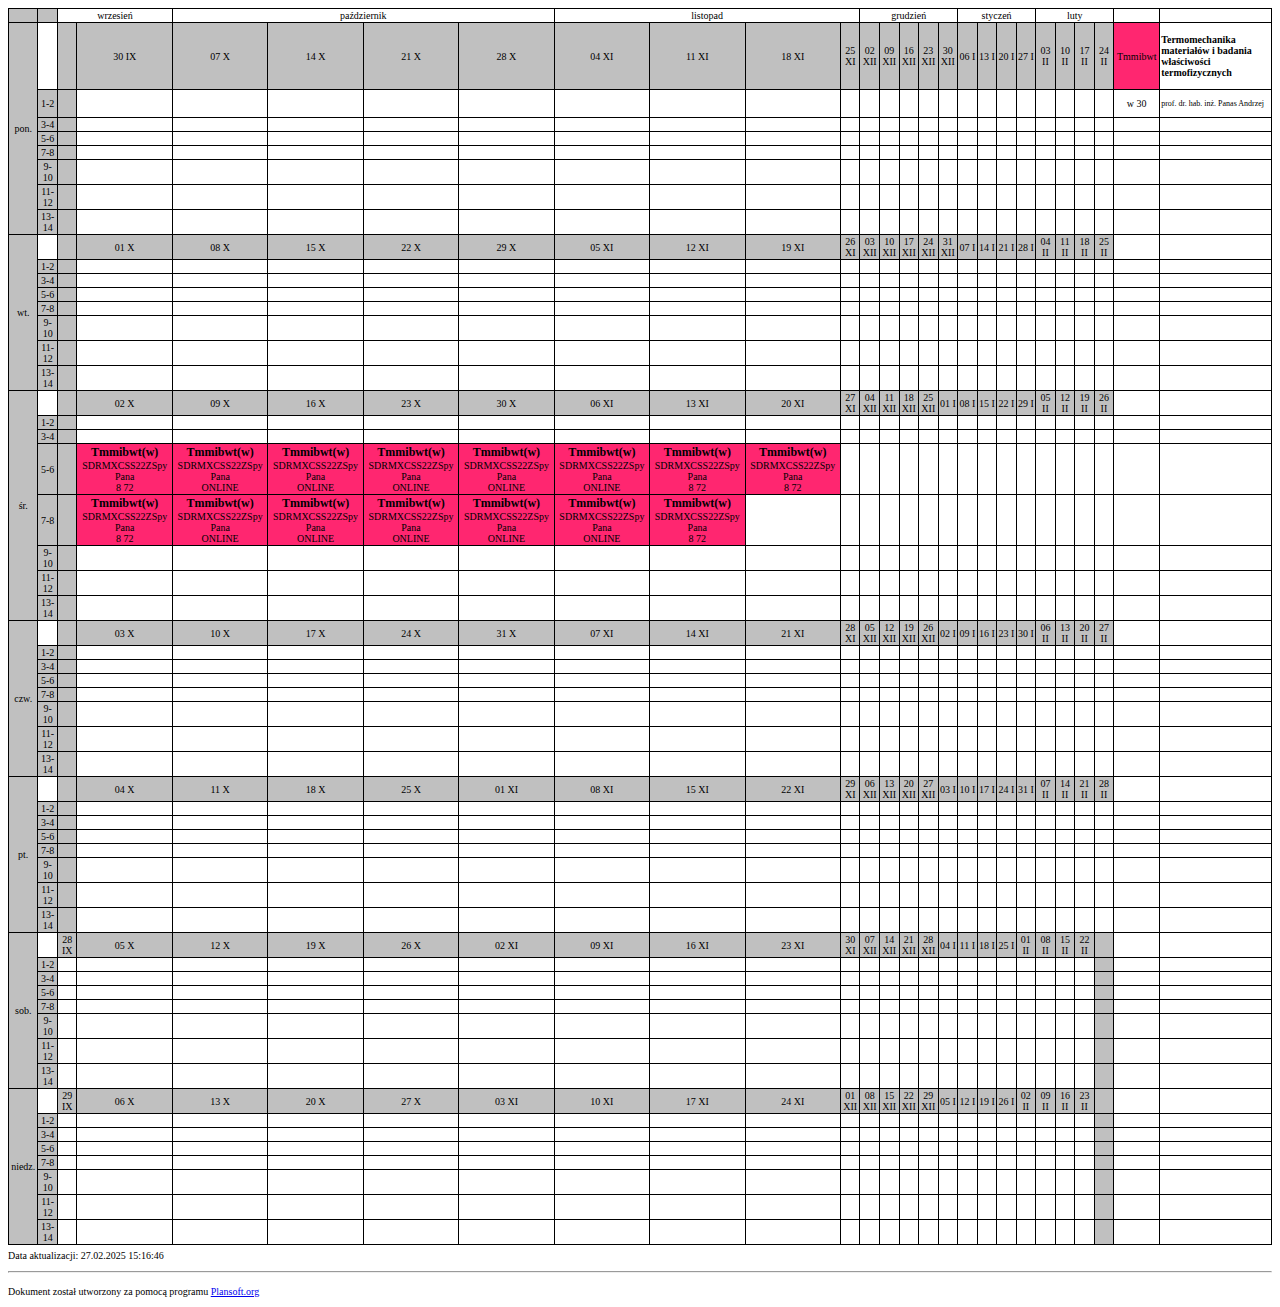 wrzesień październik listopad grudzień styczeń luty
pon. 30 IX 07 X 14 X 21 X 28 X 04 XI 11 XI 18 XI 25 XI 02 XII 09 XII 16 XII 23 XII 30 XII 06 I 13 I 20 I 27 I 03 II 10 II 17 II 24 II Tmmibwt Termomechanika materiałów i badania właściwości termofizycznych
1-2 w 30 prof. dr. hab. inż. Panas Andrzej
3-4
5-6
7-8
9-10
11-12
13-14
wt. 01 X 08 X 15 X 22 X 29 X 05 XI 12 XI 19 XI 26 XI 03 XII 10 XII 17 XII 24 XII 31 XII 07 I 14 I 21 I 28 I 04 II 11 II 18 II 25 II
1-2
3-4
5-6
7-8
9-10
11-12
13-14
śr. 02 X 09 X 16 X 23 X 30 X 06 XI 13 XI 20 XI 27 XI 04 XII 11 XII 18 XII 25 XII 01 I 08 I 15 I 22 I 29 I 05 II 12 II 19 II 26 II
1-2
3-4
5-6 Tmmibwt(w) Tmmibwt(w) Tmmibwt(w) Tmmibwt(w) Tmmibwt(w) Tmmibwt(w) Tmmibwt(w) Tmmibwt(w)
SDRMXCSS22ZSpy SDRMXCSS22ZSpy SDRMXCSS22ZSpy SDRMXCSS22ZSpy SDRMXCSS22ZSpy SDRMXCSS22ZSpy SDRMXCSS22ZSpy SDRMXCSS22ZSpy
Pana Pana Pana Pana Pana Pana Pana Pana
8 72 ONLINE ONLINE ONLINE ONLINE ONLINE 8 72 8 72
7-8 Tmmibwt(w) Tmmibwt(w) Tmmibwt(w) Tmmibwt(w) Tmmibwt(w) Tmmibwt(w) Tmmibwt(w)
SDRMXCSS22ZSpy SDRMXCSS22ZSpy SDRMXCSS22ZSpy SDRMXCSS22ZSpy SDRMXCSS22ZSpy SDRMXCSS22ZSpy SDRMXCSS22ZSpy
Pana Pana Pana Pana Pana Pana Pana
8 72 ONLINE ONLINE ONLINE ONLINE ONLINE 8 72
9-10
11-12
13-14
czw. 03 X 10 X 17 X 24 X 31 X 07 XI 14 XI 21 XI 28 XI 05 XII 12 XII 19 XII 26 XII 02 I 09 I 16 I 23 I 30 I 06 II 13 II 20 II 27 II
1-2
3-4
5-6
7-8
9-10
11-12
13-14
pt. 04 X 11 X 18 X 25 X 01 XI 08 XI 15 XI 22 XI 29 XI 06 XII 13 XII 20 XII 27 XII 03 I 10 I 17 I 24 I 31 I 07 II 14 II 21 II 28 II
1-2
3-4
5-6
7-8
9-10
11-12
13-14
sob. 28 IX 05 X 12 X 19 X 26 X 02 XI 09 XI 16 XI 23 XI 30 XI 07 XII 14 XII 21 XII 28 XII 04 I 11 I 18 I 25 I 01 II 08 II 15 II 22 II
1-2
3-4
5-6
7-8
9-10
11-12
13-14
niedz. 29 IX 06 X 13 X 20 X 27 X 03 XI 10 XI 17 XI 24 XI 01 XII 08 XII 15 XII 22 XII 29 XII 05 I 12 I 19 I 26 I 02 II 09 II 16 II 23 II
1-2
3-4
5-6
7-8
9-10
11-12
13-14
Data aktualizacji: 27.02.2025 15:16:46
Dokument został utworzony za pomocą programu Plansoft.org